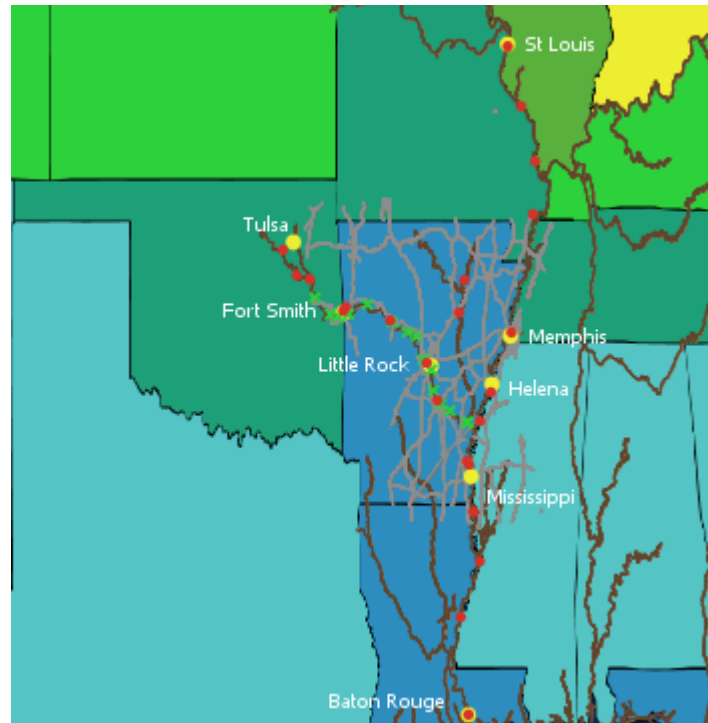 St Louis
Tulsa
Fort Smith
Memphis
Little Rock
Helena
Mississippi
Baton Rouge